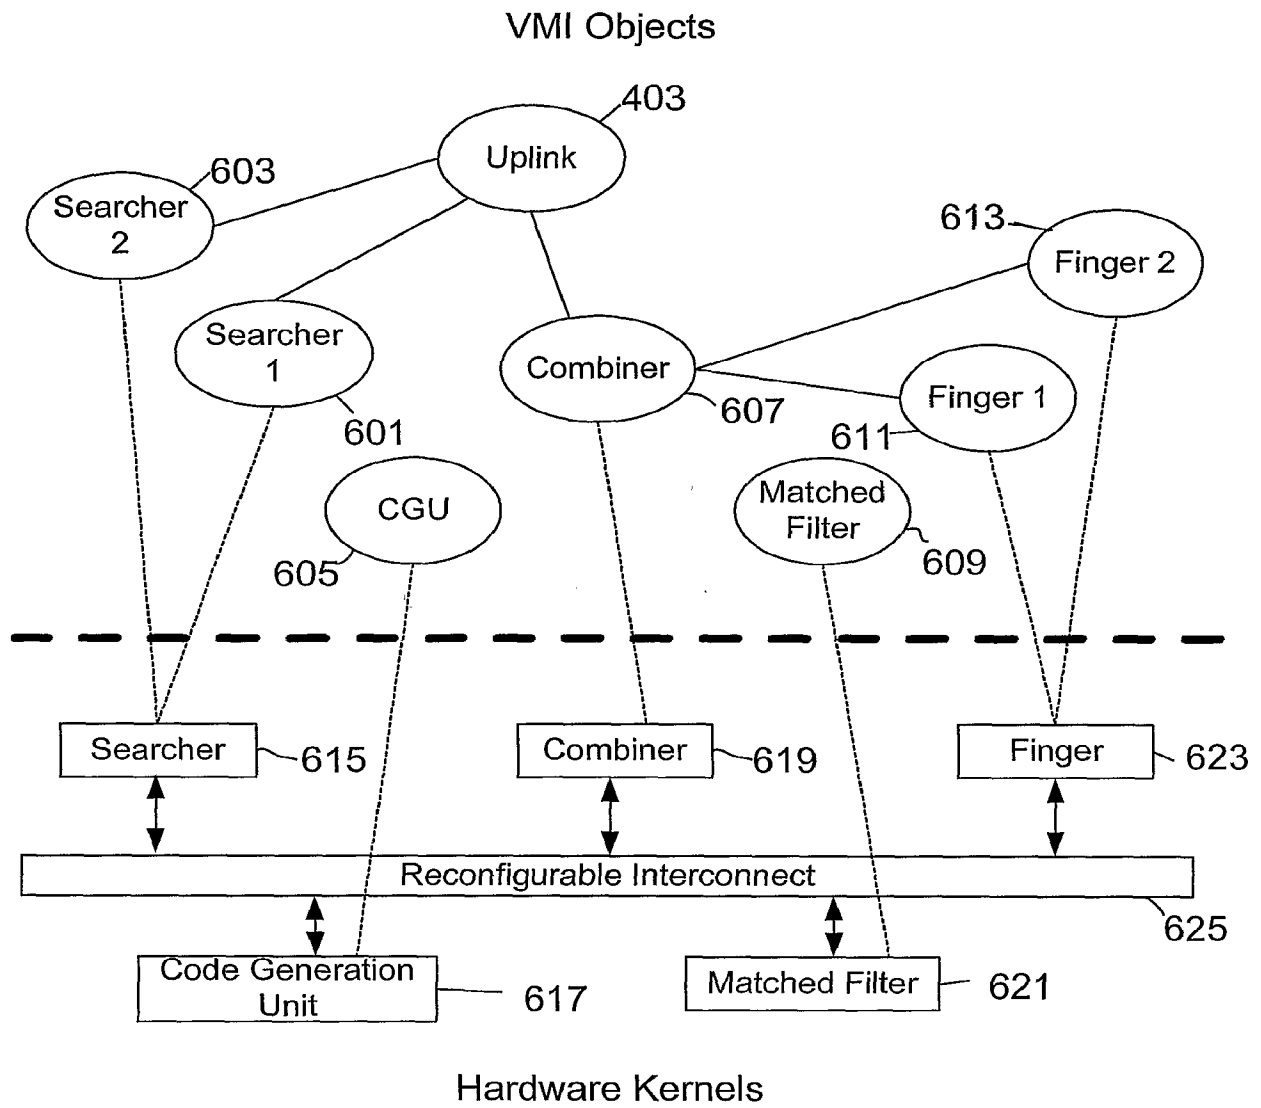 VMI Objects
403
Uplink
603
Searcher
2
613
Finger 2
Searcher
1
601
Combiner
607
Finger 1
611
CGU
605
Matched
Filter
609
Searcher
615
Combiner
619
Finger
623
Reconfigurable Interconnect
625
Code Generation
Unit
617
Matched Filter
621
Hardware Kernels